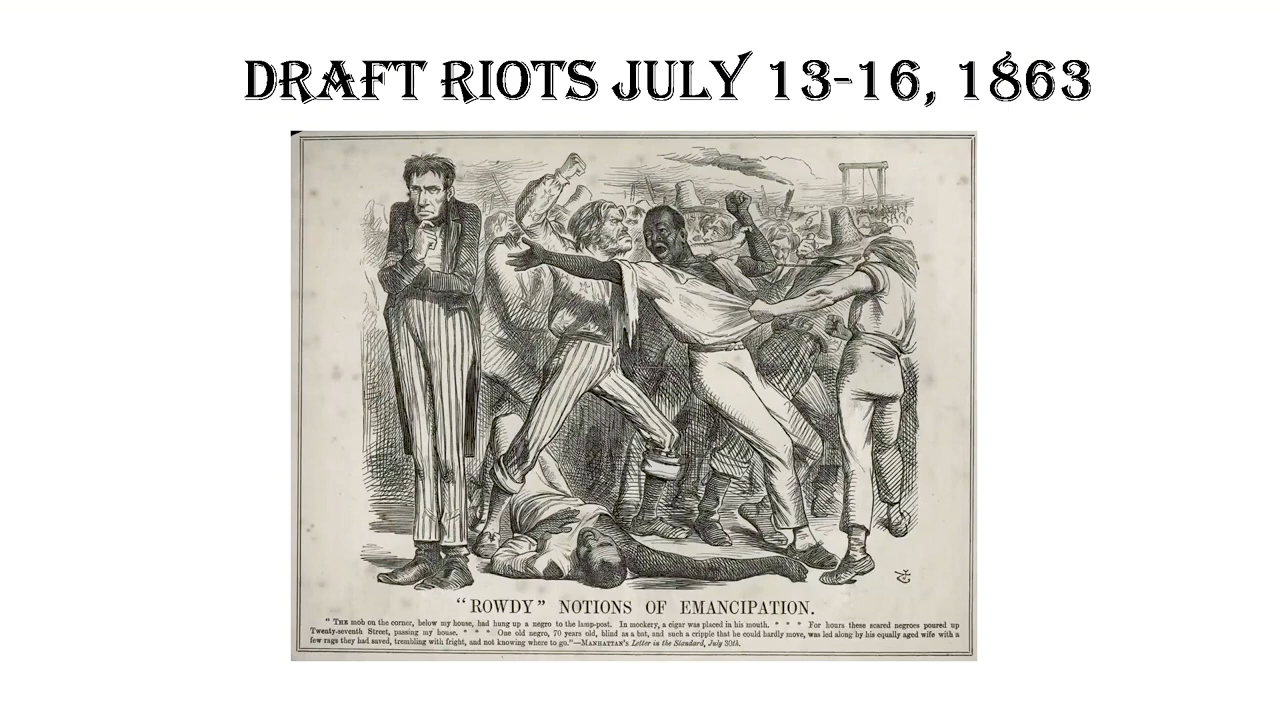 DRAFT RIOTS JULY 13-16, 1863
“ROWDY” NOTIONS OF EMANCIPATION.
“ THE mob on the corner, below my house, had hung up a negro to the lamp-post. In mockery, a cigar was placed in his mouth. * * * For hours these scared negroes poured up
Twenty-seventh Street, passing my house. * * * One old negro, 70 years old, blind as a bat, and such a cripple that he could hardly move, was led along by his equally aged wife with a
few rags they had saved, trembling with fright, and not knowing where to go.”—MANHATTAN'S Letter in the Standard, July 30th.